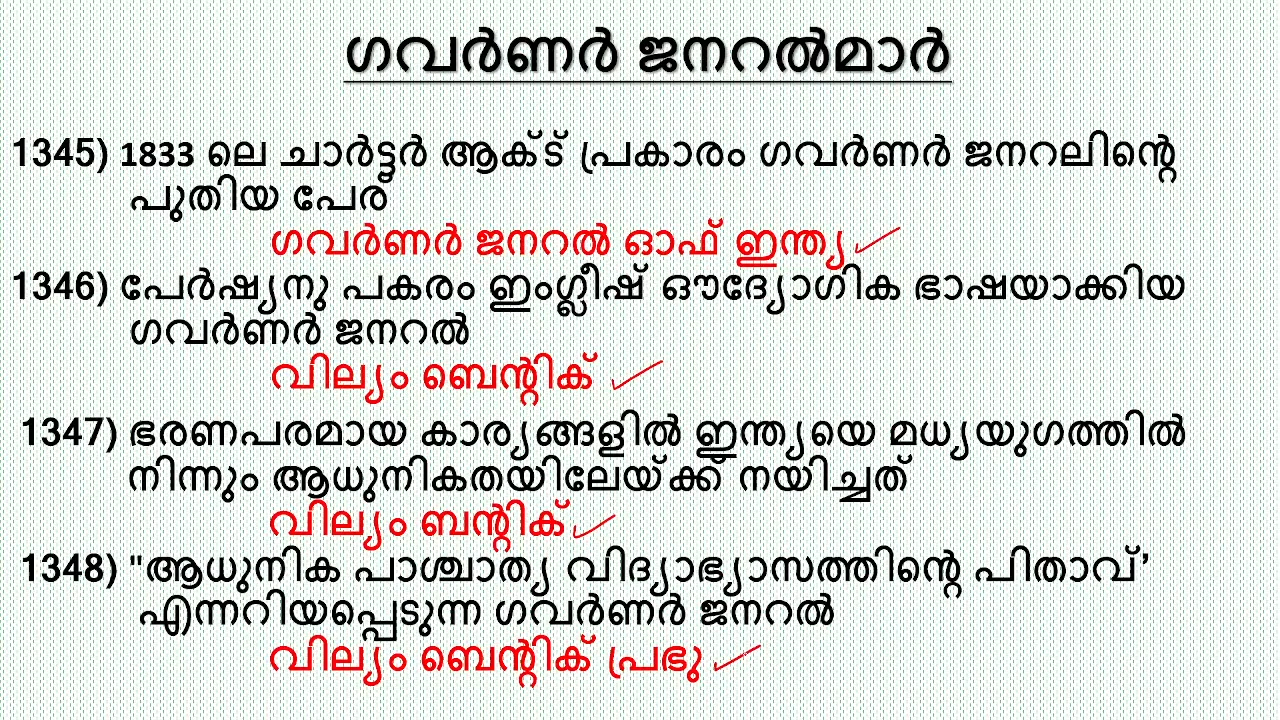 ഗവർണർ ജനറൽമാർ
1345) 1833 ലെ ചാർട്ടർ ആക്ട് പ്രകാരം ഗവർണർ ജനറലിന്റെ
പുതിയ പേര്
ഗവർണർ ജനറൽ ഓഫ് ഇന്ത്യ
1346) പേർഷ്യനു പകരം ഇംഗ്ലീഷ് ഔദ്യോഗിക ഭാഷയാക്കിയ
ഗവർണർ ജനറൽ
വില്യം ബെന്റിക്
1347) ഭരണപരമായ കാര്യങ്ങളിൽ ഇന്ത്യയെ മധ്യയുഗത്തിൽ
നിന്നും ആധുനികതയിലേയ്ക്ക് നയിച്ചത്
വില്യം ബന്റിക്
1348) "ആധുനിക പാശ്ചാത്യ വിദ്യാഭ്യാസത്തിന്റെ പിതാവ്’
എന്നറിയപ്പെടുന്ന ഗവർണർ ജനറൽ
വില്യം ബെന്റിക് പ്രഭു